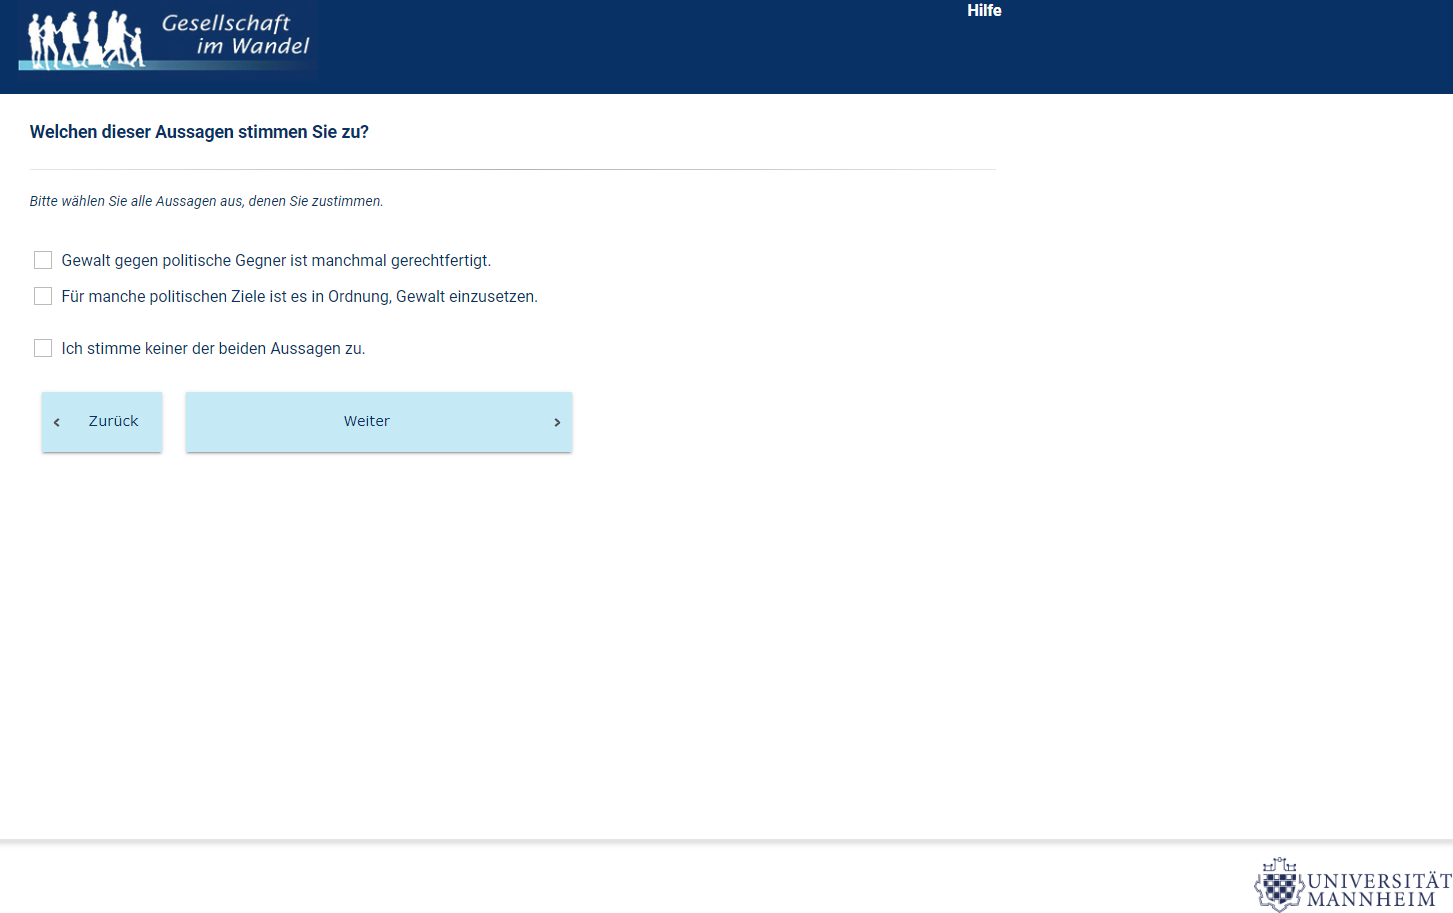 Gesellschaft
im Wandel
Hilfe
Welchen dieser Aussagen stimmen Sie zu?
Bitte wählen Sie alle Aussagen aus, denen Sie zustimmen.
Gewalt gegen politische Gegner ist manchmal gerechtfertigt.
Für manche politischen Ziele ist es in Ordnung, Gewalt einzusetzen.
Ich stimme keiner der beiden Aussagen zu.
‹ Zurück
Weiter ›
UNIVERSITÄT
MANNHEIM